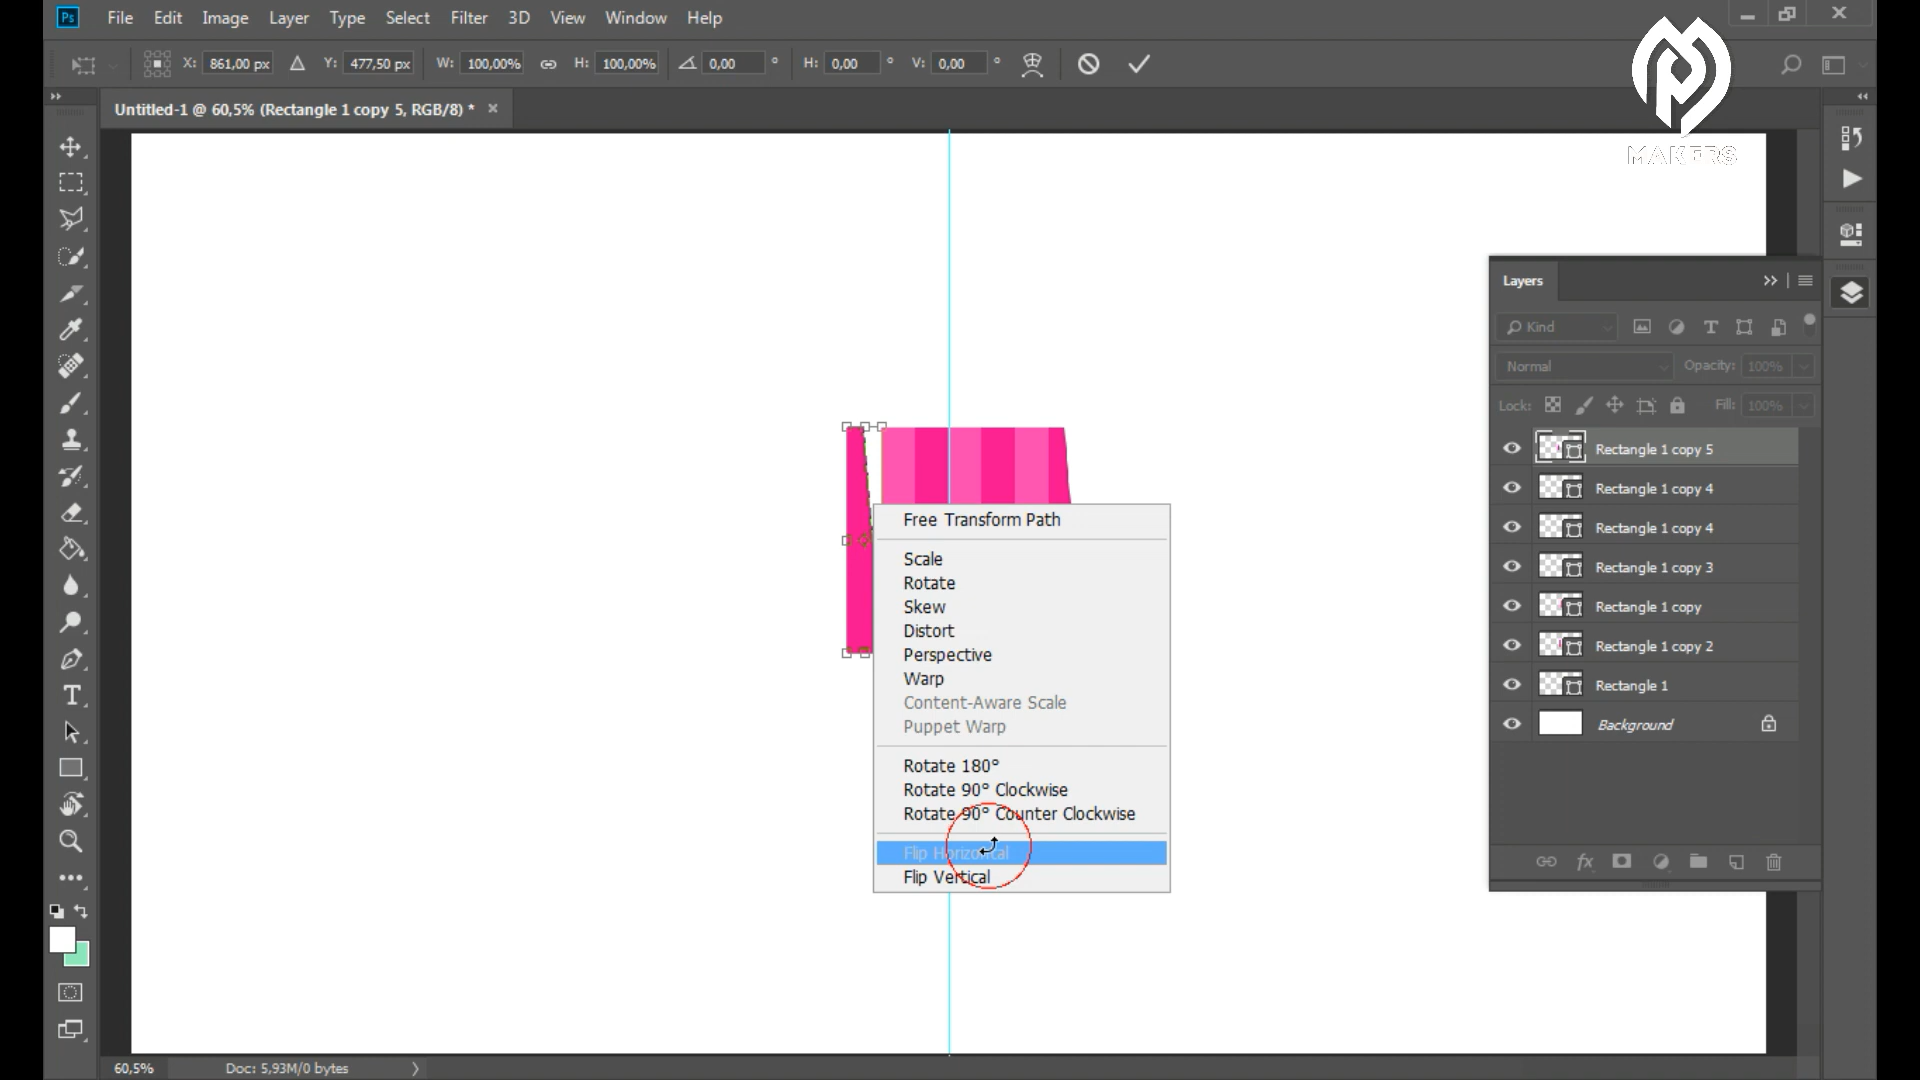 Ps File Edit Image Layer Type Select Filter 3D View Window Help
X: 861,00 px Y: 477,50 px W: 100,00% H: 100,00% 0,00 ° H: 0,00 ° V: 0,00 °
Untitled-1 @ 60,5% (Rectangle 1 copy 5, RGB/8) *
MAKERS
Layers
Kind
Normal Opacity: 100%
Lock: Fill: 100%
Rectangle 1 copy 5
Rectangle 1 copy 4
Rectangle 1 copy 4
Rectangle 1 copy 3
Rectangle 1 copy
Rectangle 1 copy 2
Rectangle 1
Background
Free Transform Path
Scale
Rotate
Skew
Distort
Perspective
Warp
Content-Aware Scale
Puppet Warp
Rotate 180°
Rotate 90° Clockwise
Rotate 90° Counter Clockwise
Flip Horizontal
Flip Vertical
60,5% Doc: 5,93M/0 bytes